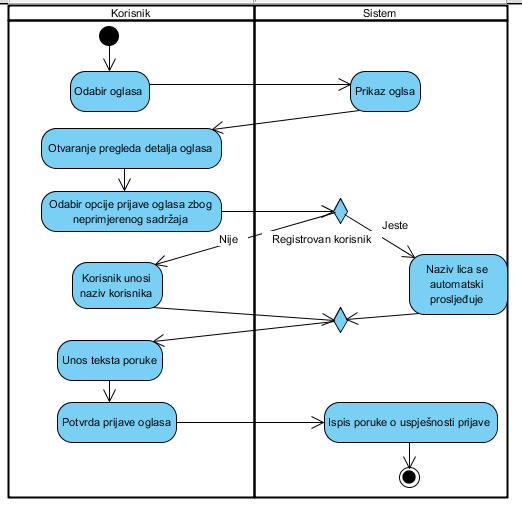 Korisnik
Sistem
Odabir oglasa
Prikaz oglsa
Otvaranje pregleda detalja oglasa
Odabir opcije prijave oglasa zbog
neprimjerenog sadržaja
Jeste
Nije
Registrovan korisnik
Korisnik unosi
naziv korisnika
Naziv lica se
automatski
prosljeđuje
Unos teksta poruke
Potvrda prijave oglasa
Ispis poruke o uspješnosti prijave